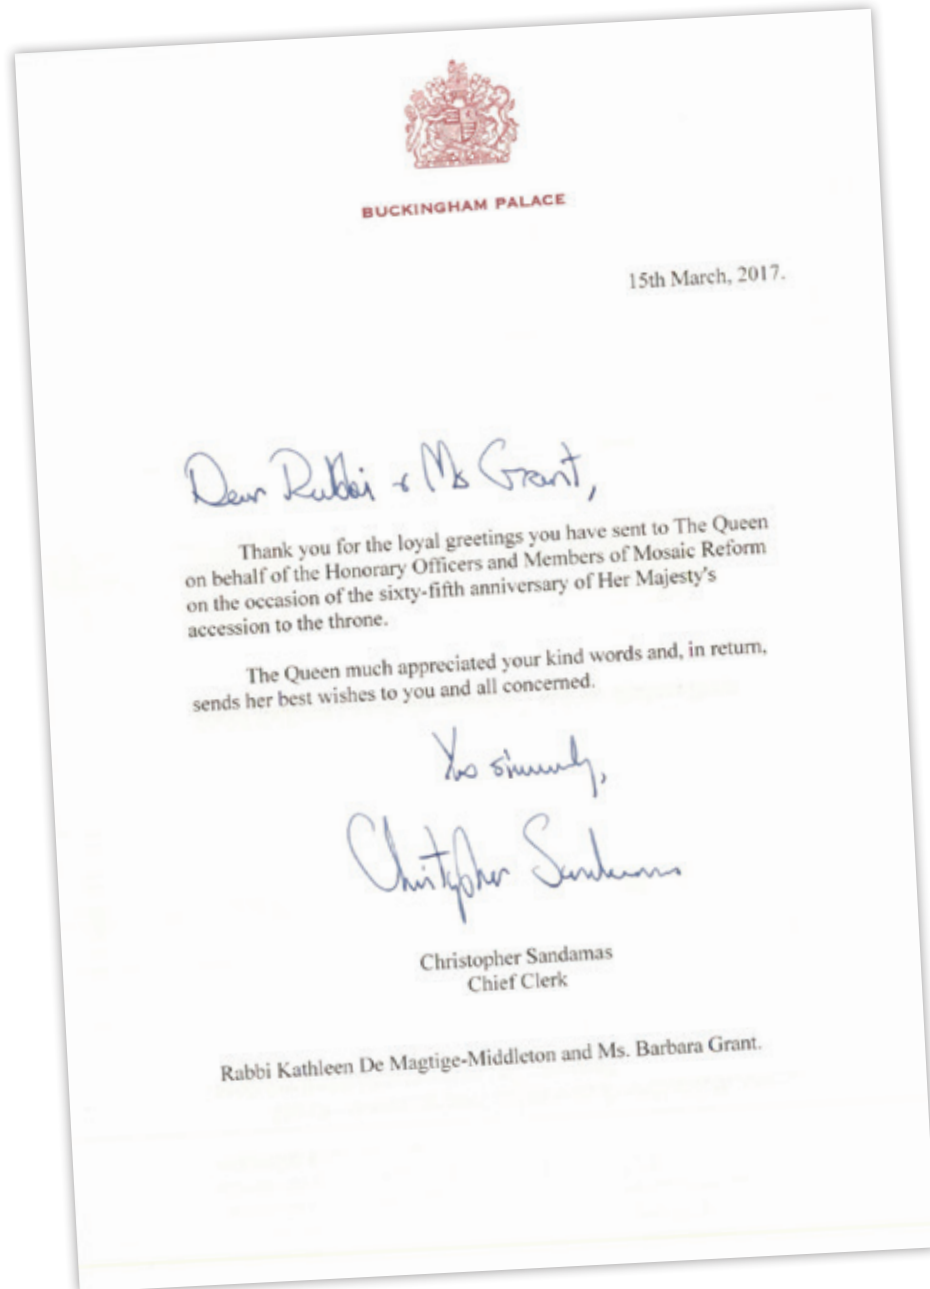 BUCKINGHAM PALACE
15th March, 2017.
Dear Rabbi & Ms Grant,
Thank you for the loyal greetings you have sent to The Queen
on behalf of the Honorary Officers and Members of Mosaic Reform
on the occasion of the sixty-fifth anniversary of Her Majesty's
accession to the throne.
The Queen much appreciated your kind words and, in return,
sends her best wishes to you and all concerned.
Yrs sincerely,
Christopher Sandamas
Christopher Sandamas
Chief Clerk
Rabbi Kathleen De Magtige-Middleton and Ms. Barbara Grant.